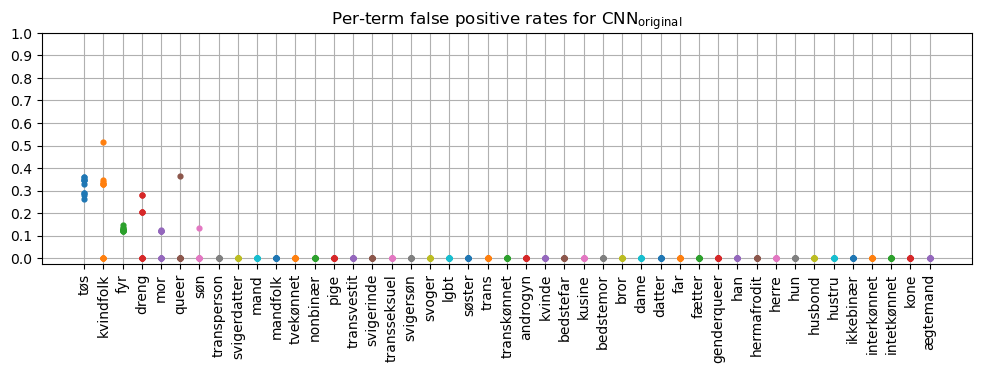 Per-term false positive rates for CNN_original
1.0
0.9
0.8
0.7
0.6
0.5
0.4
0.3
0.2
0.1
0.0
tøs
kvindfolk
fyr
dreng
mor
queer
søn
transperson
svigerdatter
mand
mandfolk
tvekønnet
nonbinær
pige
transvestit
svigerinde
transseksuel
svigersøn
svoger
lgbt
søster
trans
transkønnet
androgyn
kvinde
bedstefar
kusine
bedstemor
bror
dame
datter
far
fætter
genderqueer
han
hermafrodit
herre
hun
husbond
hustru
ikkebinær
interkønnet
intetkønnet
kone
ægtemand